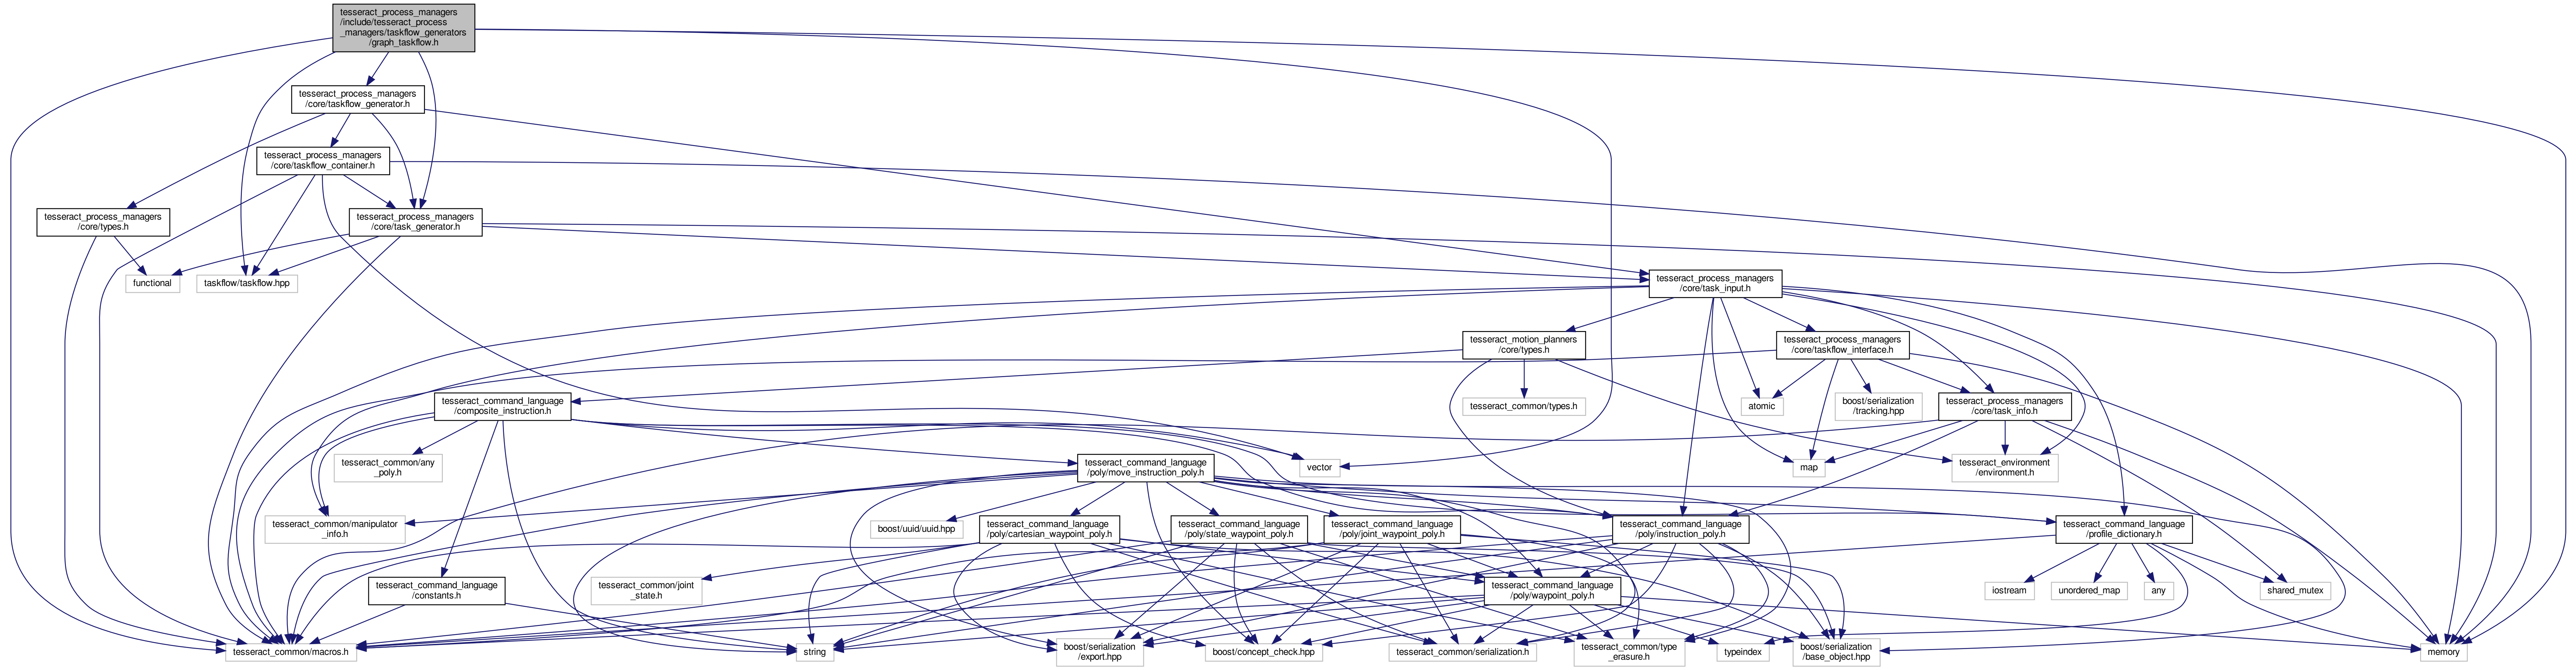 tesseract_process_managers
/include/tesseract_process
_managers/taskflow_generators
/graph_taskflow.h
tesseract_process_managers
/core/taskflow_generator.h
tesseract_process_managers
/core/taskflow_container.h
tesseract_process_managers
/core/types.h
tesseract_process_managers
/core/task_generator.h
functional
taskflow/taskflow.hpp
tesseract_process_managers
/core/task_input.h
tesseract_motion_planners
/core/types.h
tesseract_process_managers
/core/taskflow_interface.h
tesseract_command_language
/composite_instruction.h
tesseract_common/types.h
atomic
boost/serialization
/tracking.hpp
tesseract_process_managers
/core/task_info.h
tesseract_common/any
_poly.h
tesseract_command_language
/poly/move_instruction_poly.h
vector
map
tesseract_environment
/environment.h
tesseract_common/manipulator
_info.h
boost/uuid/uuid.hpp
tesseract_command_language
/poly/cartesian_waypoint_poly.h
tesseract_command_language
/poly/state_waypoint_poly.h
tesseract_command_language
/poly/joint_waypoint_poly.h
tesseract_command_language
/poly/instruction_poly.h
tesseract_command_language
/profile_dictionary.h
tesseract_command_language
/constants.h
tesseract_common/joint
_state.h
tesseract_command_language
/poly/waypoint_poly.h
iostream
unordered_map
any
shared_mutex
tesseract_common/macros.h
string
boost/serialization
/export.hpp
boost/concept_check.hpp
tesseract_common/serialization.h
tesseract_common/type
_erasure.h
typeindex
boost/serialization
/base_object.hpp
memory